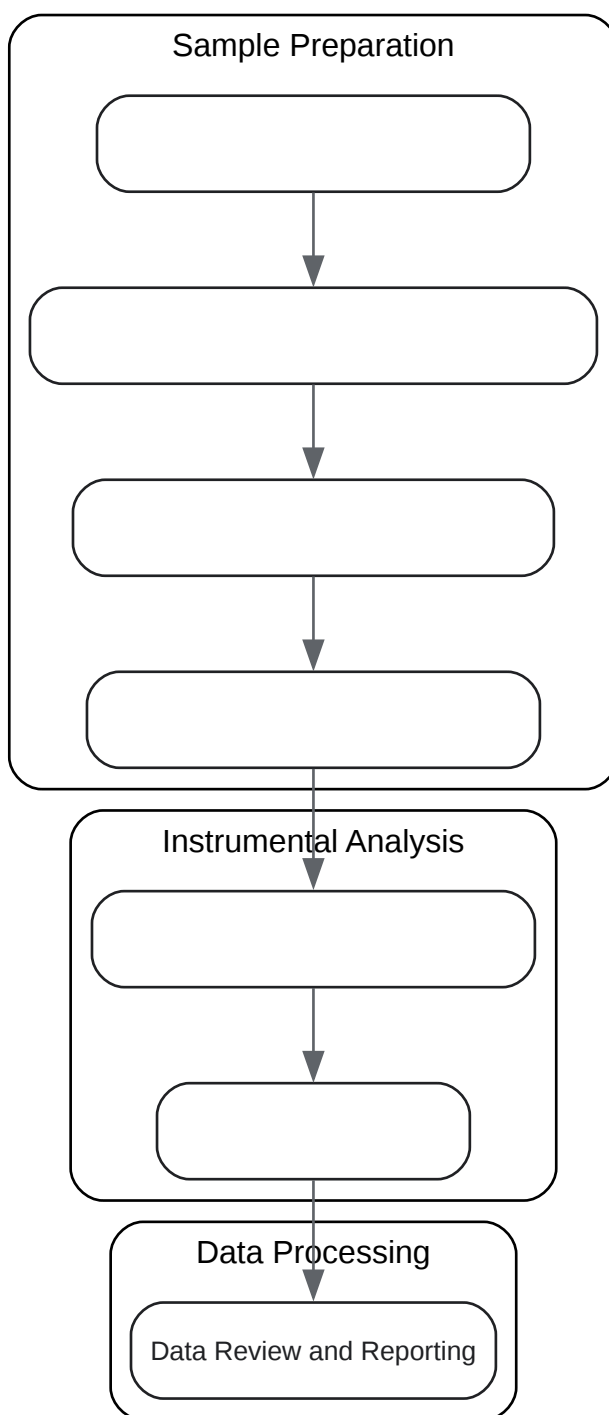 Sample Preparation
Instrumental Analysis
Data Processing
Data Review and Reporting